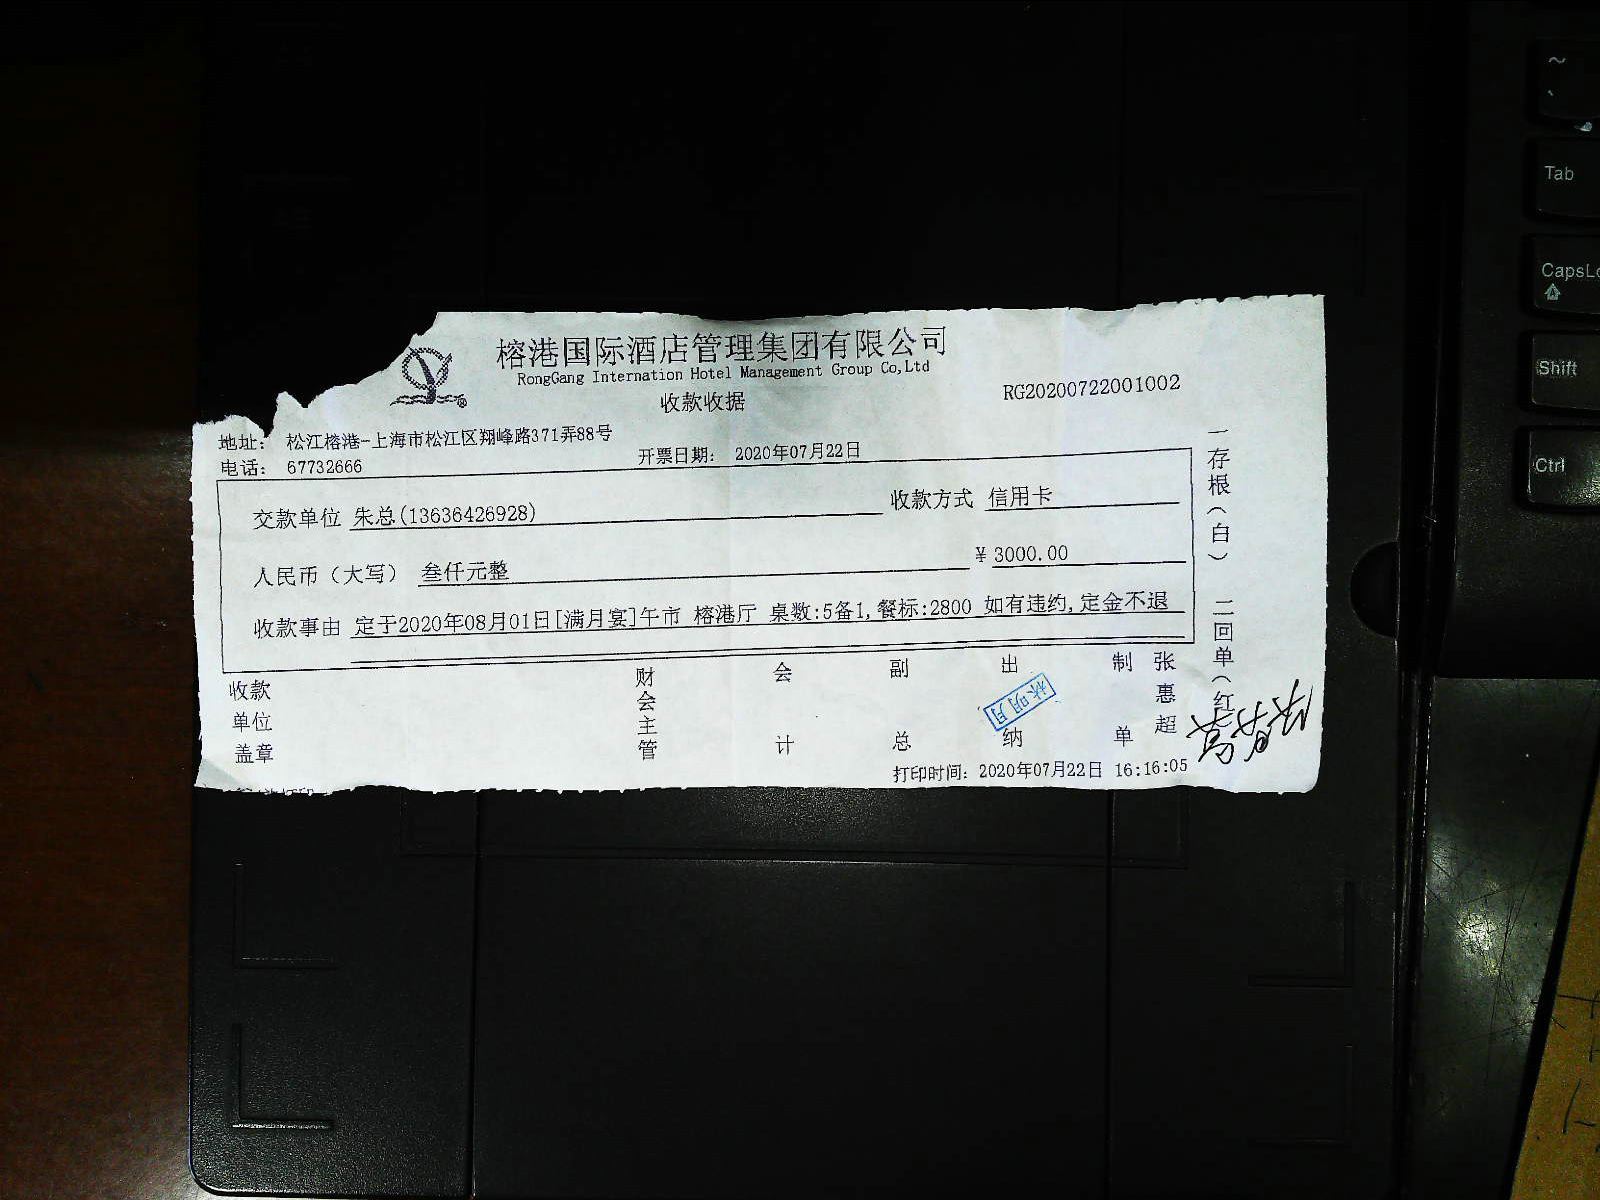 榕港国际酒店管理集团有限公司
RongGang Internation Hotel Management Group Co,Ltd
收款收据
RG20200722001002
地址: 松江榕港-上海市松江区翔峰路371弄88号
电话: 67732666
开票日期: 2020年07月22日
交款单位 朱总(13636426928)
收款方式 信用卡
人民币(大写) 叁仟元整
¥3000.00
收款事由 定于2020年08月01日[满月宴]午市 榕港厅 桌数:5备1,餐标:2800 如有违约,定金不退
收款单位盖章
财会主管
会计
副总
出纳
林明月
制单
张惠超
一存根(白) 二回单(红
打印时间: 2020年07月22日 16:16:05
~
`
Tab
CapsLo
Shift
Ctrl